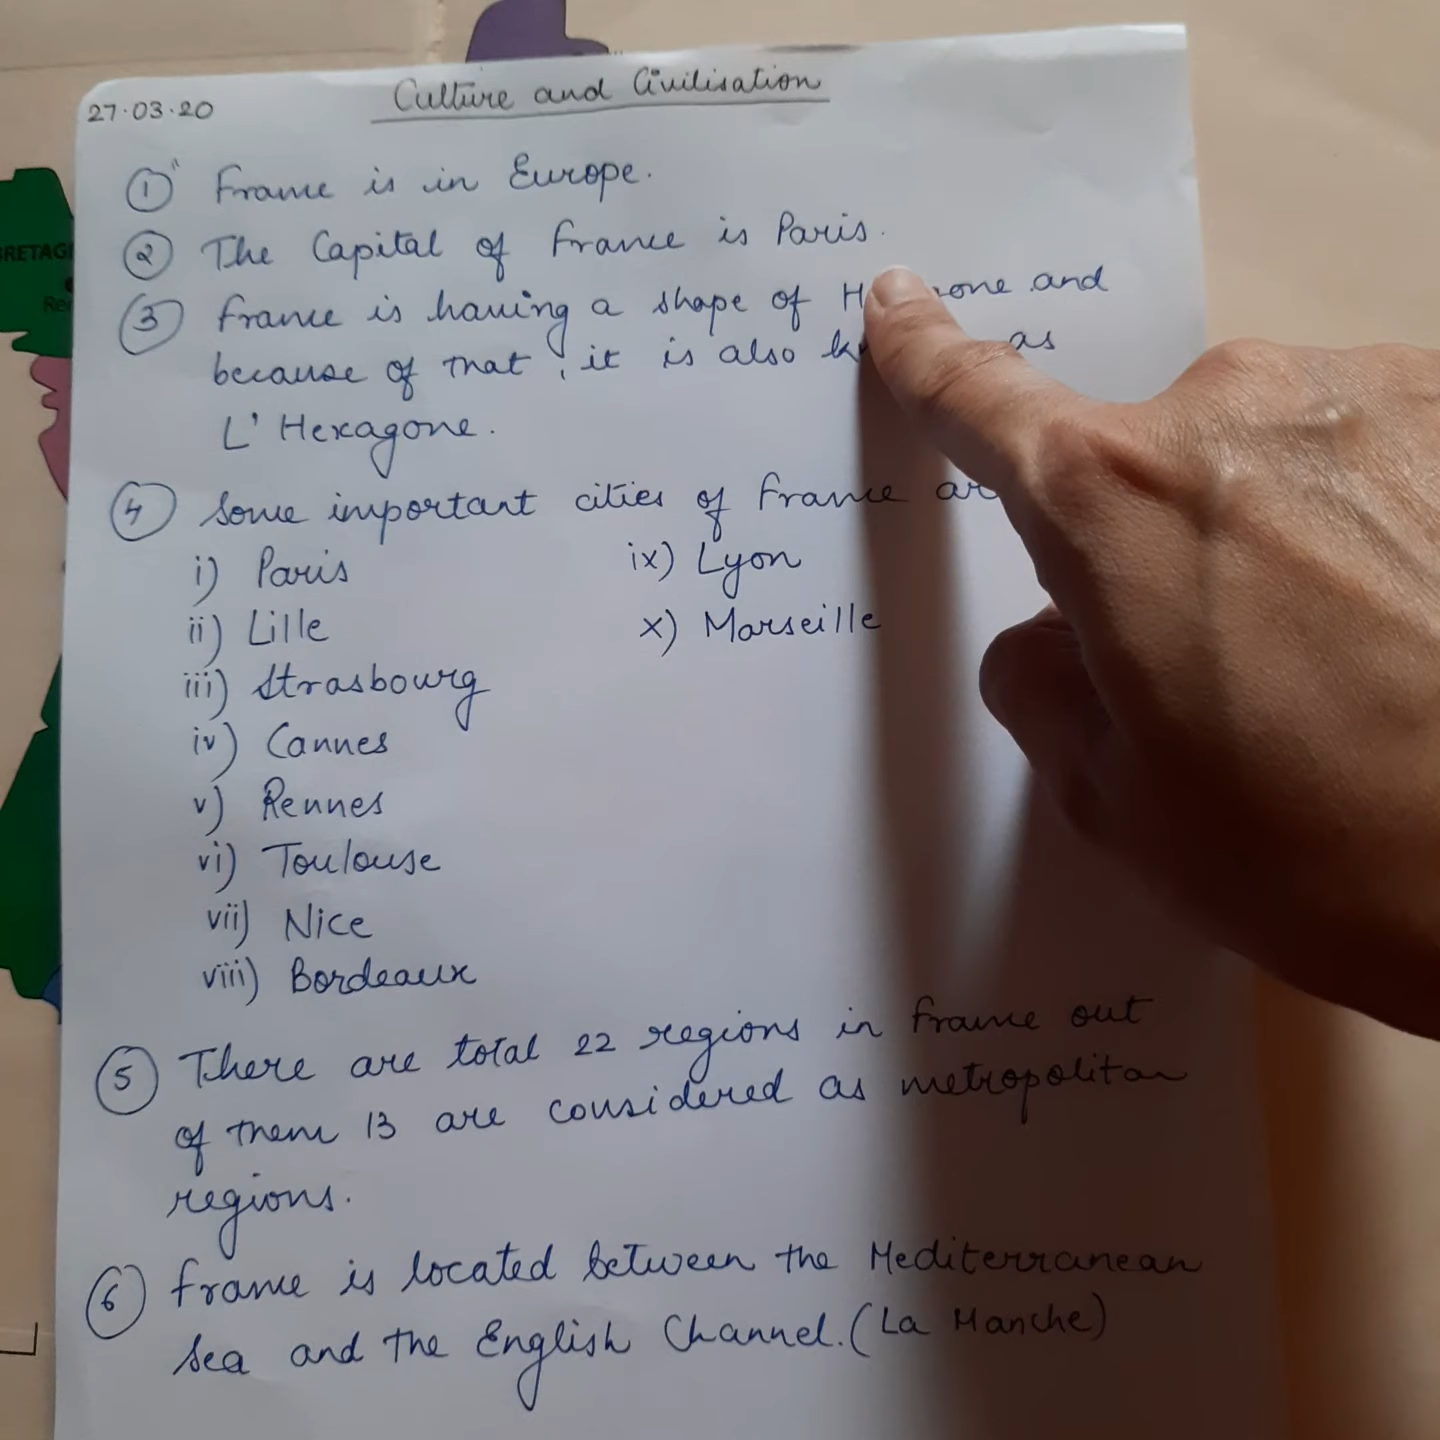 27.03.20
Culture and Civilisation
① France is in Europe.
② The Capital of France is Paris.
③ France is having a shape of and
because of that, it is also as
L'Hexagone.
④ Some important cities of France
i) Paris
ii) Lille
iii) Strasbourg
iv) Cannes
v) Rennes
vi) Toulouse
vii) Nice
viii) Bordeaux
ix) Lyon
x) Marseille
⑤ There are total 22 regions in France out
of them 13 are considered as metropolitan
regions.
⑥ France is located between the Mediterranean
Sea and the English Channel. (La Manche)